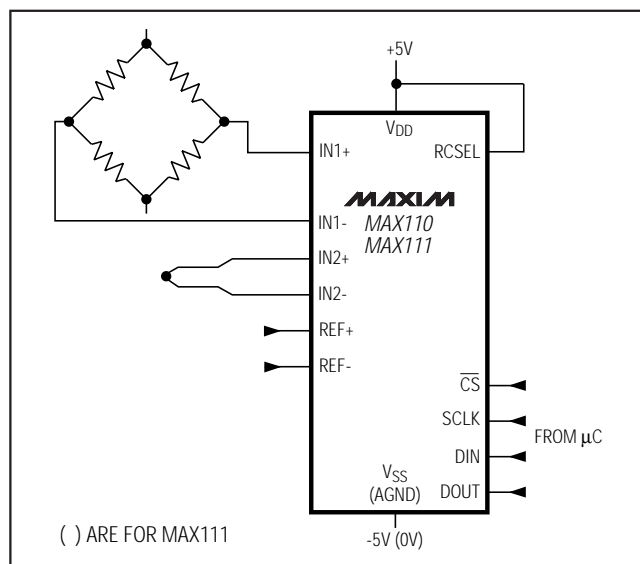 +5V
VDD
IN1+
RCSEL
MAXIM
IN1-
MAX110
MAX111
IN2+
IN2-
REF+
REF-
CS
SCLK
FROM µC
DIN
VSS
(AGND)
DOUT
( ) ARE FOR MAX111
-5V (0V)